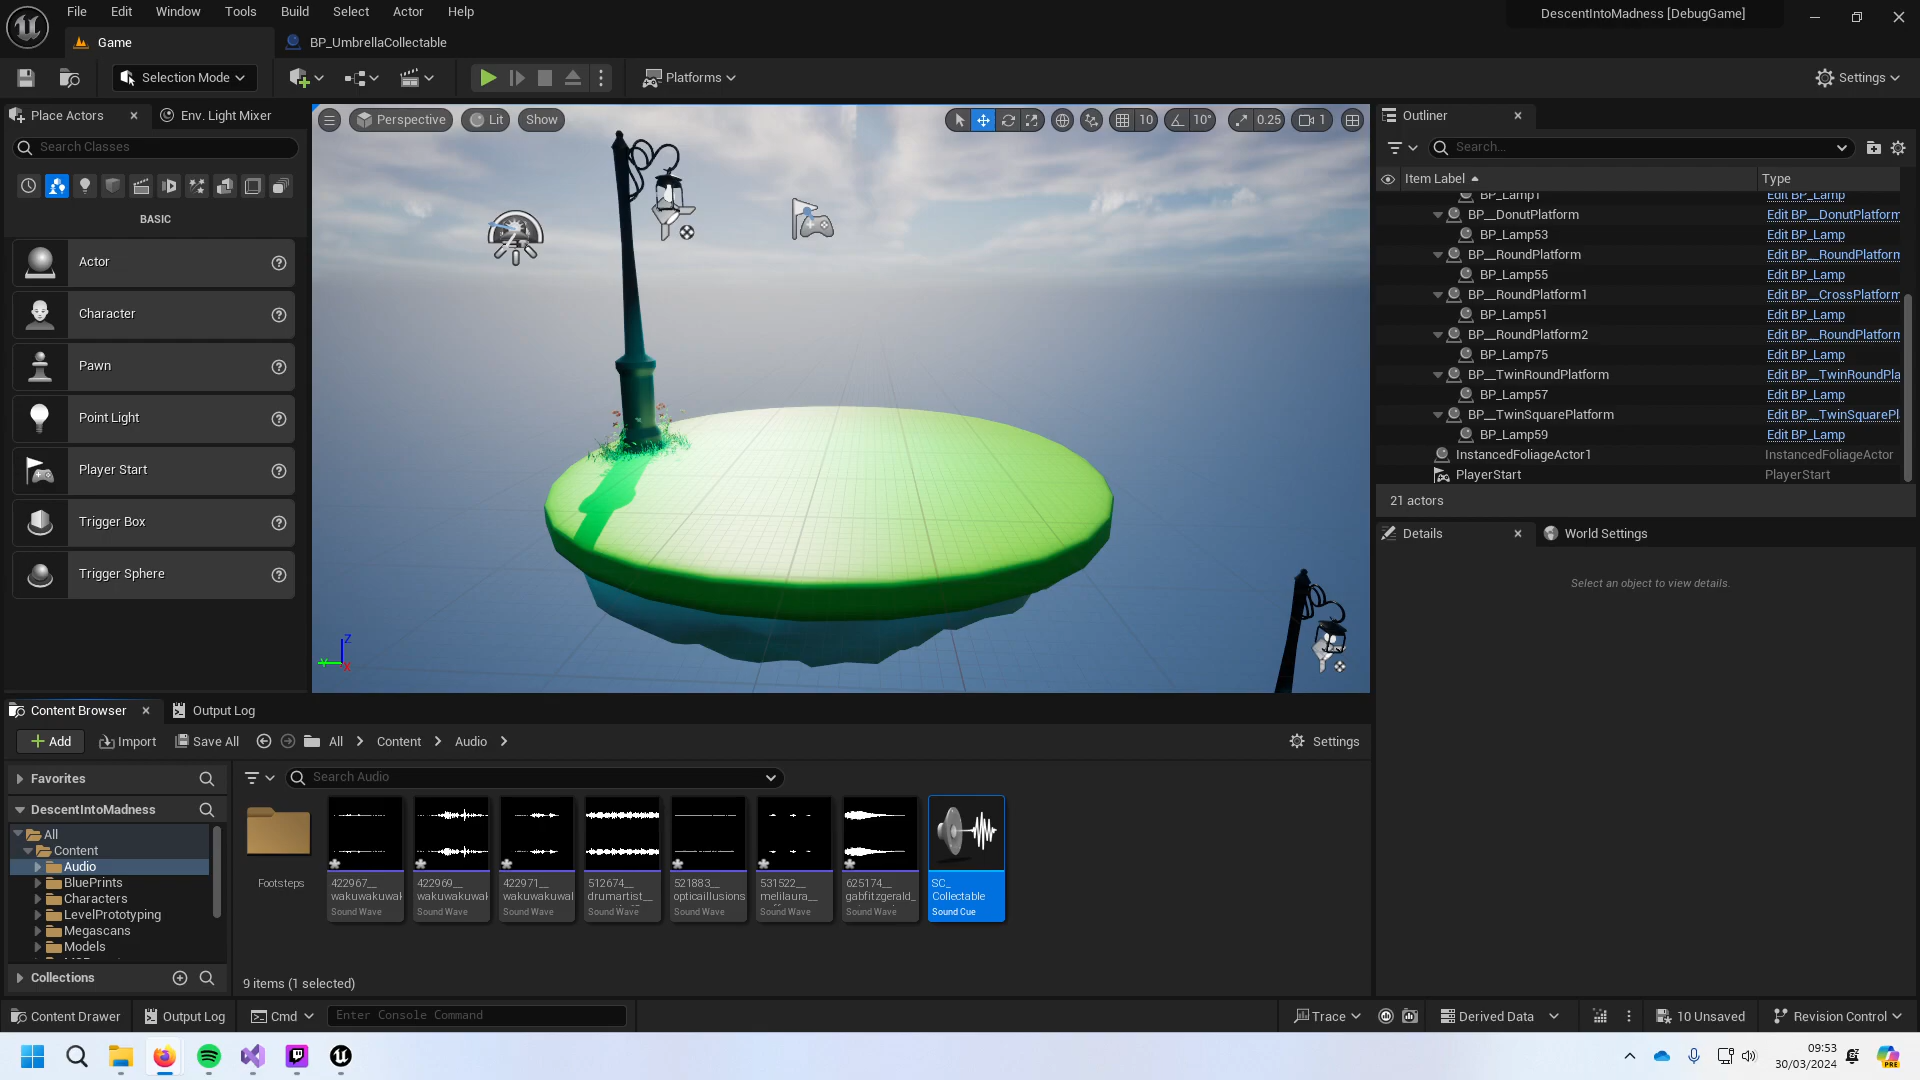 File Edit Window Tools Build Select Actor Help
DescentIntoMadness [DebugGame]
Game
BP_UmbrellaCollectable
Selection Mode
Platforms
Settings
Place Actors
Env. Light Mixer
Search Classes
BASIC
Actor
Character
Pawn
Point Light
Player Start
Trigger Box
Trigger Sphere
Perspective
Lit
Show
10
10°
0.25
1
Z
Y
X
Outliner
Search...
Item Label
Type
BP_Lamp1 Edit BP_Lamp
BP__DonutPlatform Edit BP__DonutPlatform
BP_Lamp53 Edit BP_Lamp
BP__RoundPlatform Edit BP__RoundPlatform
BP_Lamp55 Edit BP_Lamp
BP__RoundPlatform1 Edit BP__CrossPlatform
BP_Lamp51 Edit BP_Lamp
BP__RoundPlatform2 Edit BP__RoundPlatform
BP_Lamp75 Edit BP_Lamp
BP__TwinRoundPlatform Edit BP__TwinRoundPla
BP_Lamp57 Edit BP_Lamp
BP__TwinSquarePlatform Edit BP__TwinSquarePl
BP_Lamp59 Edit BP_Lamp
InstancedFoliageActor1 InstancedFoliageActor
PlayerStart PlayerStart
21 actors
Details
World Settings
Select an object to view details.
Content Browser
Output Log
Add
Import
Save All
All
Content
Audio
Settings
Favorites
DescentIntoMadness
All
Content
Audio
BluePrints
Characters
LevelPrototyping
Megascans
Models
Collections
Search Audio
Footsteps
422967__
wakuwakuwak
Sound Wave
422969__
wakuwakuwak
Sound Wave
422971__
wakuwakuwal
Sound Wave
512674__
drumartist__
Sound Wave
521883__
opticaillusions
Sound Wave
531522__
melilaura__
Sound Wave
625174__
gabfitzgerald_
Sound Wave
SC_
Collectable
Sound Cue
9 items (1 selected)
Content Drawer
Output Log
Cmd
Enter Console Command
Trace
Derived Data
10 Unsaved
Revision Control
09:53
30/03/2024
PRE